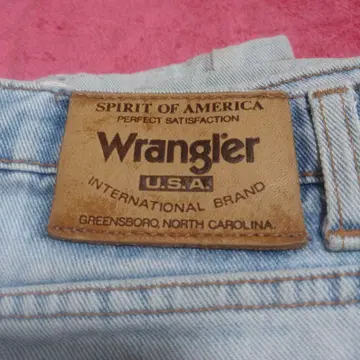 SPIRIT OF AMERICA
PERFECT SATISFACTION
Wrangler
U.S.A.
INTERNATIONAL BRAND
GREENSBORO, NORTH CAROLINA.